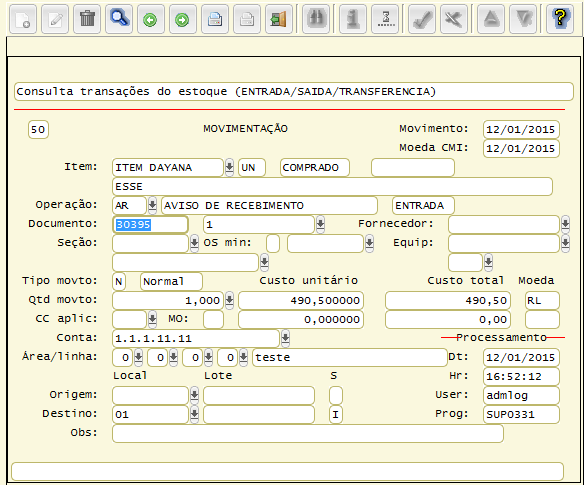 Consulta transações do estoque (ENTRADA/SAIDA/TRANSFERENCIA)
50 MOVIMENTAÇÃO Movimento: 12/01/2015
Moeda CMI: 12/01/2015
Item: ITEM DAYANA UN COMPRADO
ESSE
Operação: AR AVISO DE RECEBIMENTO ENTRADA
Documento: 30395 1 Fornecedor:
Seção: OS min: Equip:
Tipo movto: N Normal Custo unitário Custo total Moeda
Qtd movto: 1,000 490,500000 490,50 RL
CC aplic: MO: 0,000000 0,00
Conta: 1.1.1.11.11 Processamento
Área/linha: 0 0 0 0 teste Dt: 12/01/2015
Local Lote S Hr: 16:52:12
Origem: User: admlog
Destino: 01 I Prog: SUP0331
Obs: